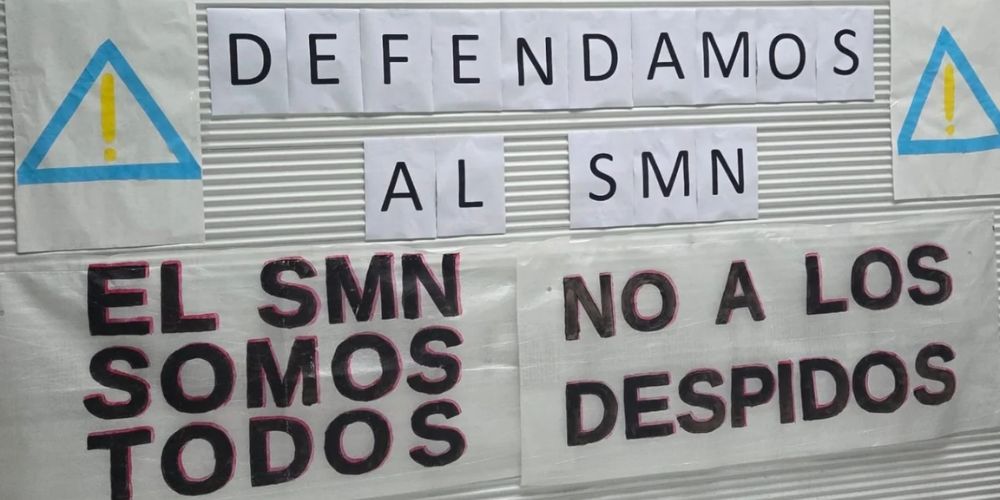 DEFENDAMOS
AL SMN
EL SMN
SOMOS
TODOS
NO A LOS
DESPIDOS